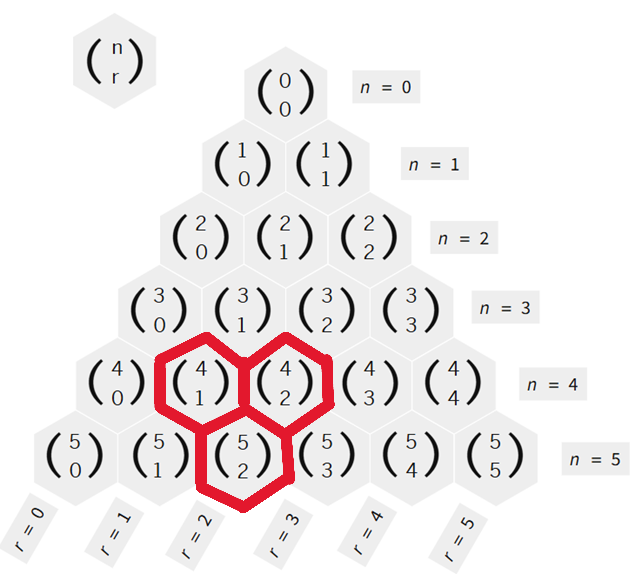 ( n r )
( 0 0 ) n = 0
( 1 0 ) ( 1 1 ) n = 1
( 2 0 ) ( 2 1 ) ( 2 2 ) n = 2
( 3 0 ) ( 3 1 ) ( 3 2 ) ( 3 3 ) n = 3
( 4 0 ) ( 4 1 ) ( 4 2 ) ( 4 3 ) ( 4 4 ) n = 4
( 5 0 ) ( 5 1 ) ( 5 2 ) ( 5 3 ) ( 5 4 ) ( 5 5 ) n = 5
r = 0 r = 1 r = 2 r = 3 r = 4 r = 5